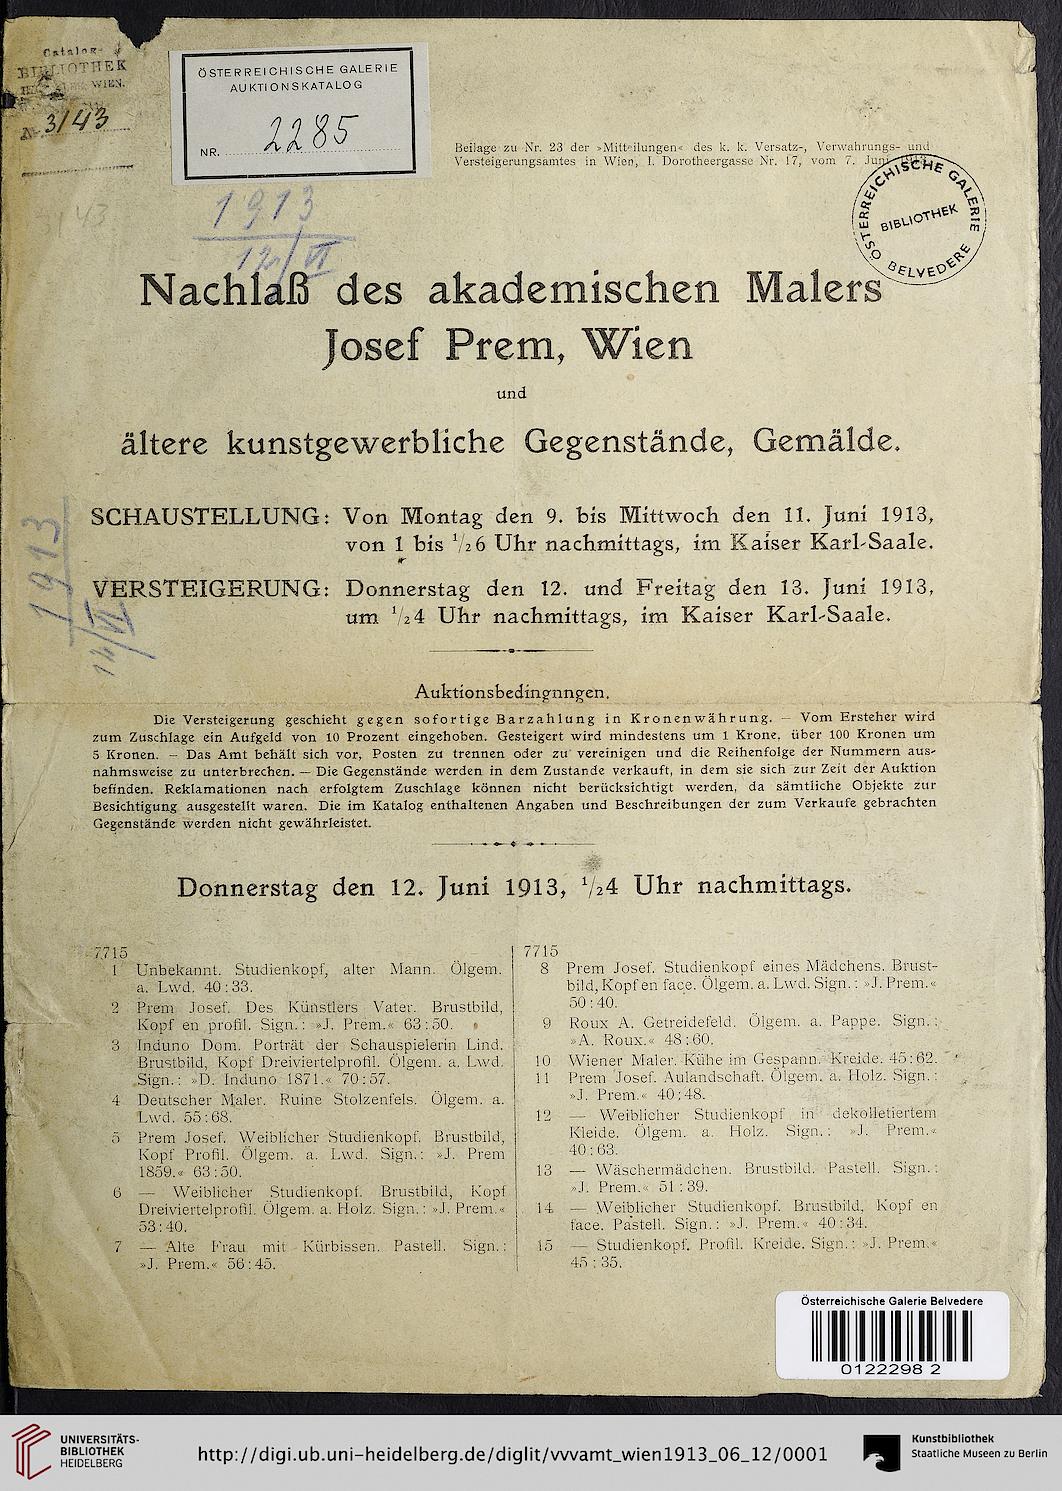 Catalog-
BIBLIOTHEK
WIEN.
3143
ÖSTERREICHISCHE GALERIE
AUKTIONSKATALOG
NR. 2285
Beilage zu Nr. 23 der »Mitteilungen« des k. k. Versatz-, Verwahrungs- und
Versteigerungsamtes in Wien, I. Dorotheergasse Nr. 17, vom 7. Juni
ÖSTERREICHISCHE GALERIE
BIBLIOTHEK
BELVEDERE
3143
1913
12/VI
Nachlaß des akademischen Malers
Josef Prem, Wien
und
ältere kunstgewerbliche Gegenstände, Gemälde.
SCHAUSTELLUNG: Von Montag den 9. bis Mittwoch den 11. Juni 1913,
von 1 bis 1/2 6 Uhr nachmittags, im Kaiser Karl-Saale.
VERSTEIGERUNG: Donnerstag den 12. und Freitag den 13. Juni 1913,
um 1/2 4 Uhr nachmittags, im Kaiser Karl-Saale.
1913
12/VI
Auktionsbedingnngen.
Die Versteigerung geschieht gegen sofortige Barzahlung in Kronenwährung. — Vom Ersteher wird
zum Zuschlage ein Aufgeld von 10 Prozent eingehoben. Gesteigert wird mindestens um 1 Krone, über 100 Kronen um
5 Kronen. — Das Amt behält sich vor, Posten zu trennen oder zu vereinigen und die Reihenfolge der Nummern aus-
nahmsweise zu unterbrechen. — Die Gegenstände werden in dem Zustande verkauft, in dem sie sich zur Zeit der Auktion
befinden. Reklamationen nach erfolgtem Zuschlage können nicht berücksichtigt werden, da sämtliche Objekte zur
Besichtigung ausgestellt waren. Die im Katalog enthaltenen Angaben und Beschreibungen der zum Verkaufe gebrachten
Gegenstände werden nicht gewährleistet.
Donnerstag den 12. Juni 1913, 1/2 4 Uhr nachmittags.
7715
1 Unbekannt. Studienkopf, alter Mann. Ölgem.
a. Lwd. 40 : 33.
2 Prem Josef. Des Künstlers Vater. Brustbild,
Kopf en profil. Sign.: »J. Prem.« 63 : 50.
3 Induno Dom. Porträt der Schauspielerin Lind.
Brustbild, Kopf Dreiviertelprofil. Ölgem. a. Lwd.
Sign.: »D. Induno 1871.« 70 : 57.
4 Deutscher Maler. Ruine Stolzenfels. Ölgem. a.
Lwd. 55 : 68.
5 Prem Josef. Weiblicher Studienkopf. Brustbild,
Kopf Profil. Ölgem. a. Lwd. Sign.: »J. Prem
1859.« 63 : 50.
6 — Weiblicher Studienkopf. Brustbild, Kopf
Dreiviertelprofil. Ölgem. a. Holz. Sign.: »J. Prem.«
53 : 40.
7 — Alte Frau mit Kürbissen. Pastell. Sign.:
»J. Prem.« 56 : 45.
7715
8 Prem Josef. Studienkopf eines Mädchens. Brust-
bild, Kopf en face. Ölgem. a. Lwd. Sign.: »J. Prem.«
50 : 40.
9 Roux A. Getreidefeld. Ölgem. a. Pappe. Sign.:
»A. Roux.« 48 : 60.
10 Wiener Maler. Kühe im Gespann. Kreide. 45 : 62.
11 Prem Josef. Aulandschaft. Ölgem. a. Holz. Sign.:
»J. Prem.« 40 : 48.
12 — Weiblicher Studienkopf in dekolletiertem
Kleide. Ölgem. a. Holz. Sign.: »J. Prem.«
40 : 63.
13 — Wäschermädchen. Brustbild. Pastell. Sign.:
»J. Prem.« 51 : 39.
14 — Weiblicher Studienkopf. Brustbild, Kopf en
face. Pastell. Sign.: »J. Prem.« 40 : 34.
15 — Studienkopf. Profil. Kreide. Sign.: »J. Prem.«
45 : 35.
Österreichische Galerie Belvedere
0122298 2
UNIVERSITÄTS-
BIBLIOTHEK
HEIDELBERG
http://digi.ub.uni-heidelberg.de/diglit/vvvamt_wien1913_06_12/0001
Kunstbibliothek
Staatliche Museen zu Berlin